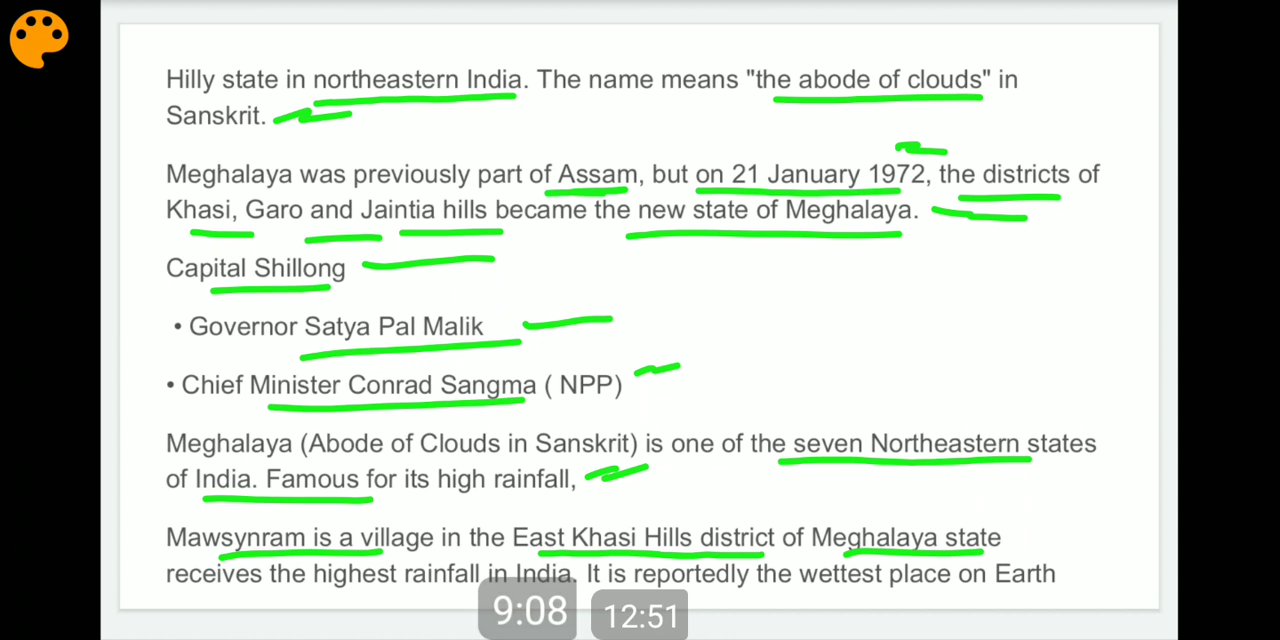 Hilly state in northeastern India. The name means "the abode of clouds" in
Sanskrit.
Meghalaya was previously part of Assam, but on 21 January 1972, the districts of
Khasi, Garo and Jaintia hills became the new state of Meghalaya.
Capital Shillong
• Governor Satya Pal Malik
• Chief Minister Conrad Sangma ( NPP)
Meghalaya (Abode of Clouds in Sanskrit) is one of the seven Northeastern states
of India. Famous for its high rainfall,
Mawsynram is a village in the East Khasi Hills district of Meghalaya state
receives the highest rainfall in India. It is reportedly the wettest place on Earth
9:08 12:51